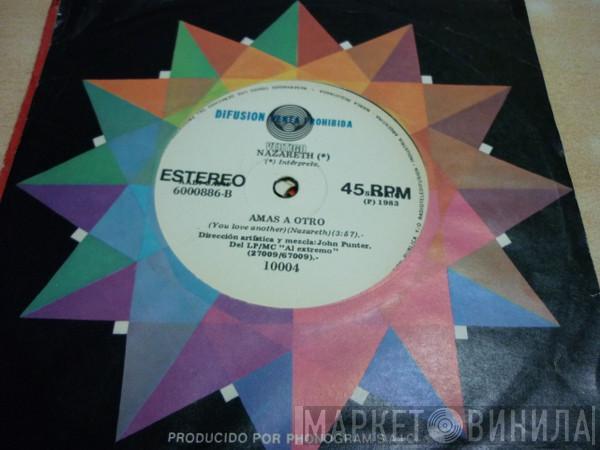 DIFUSION VENTA PROHIBIDA
VERTIGO
NAZARETH (*)
(*) Intérprete.
ESTEREO
6000886-B
45 RPM
(P) 1983
AMAS A OTRO
(You love another)(Nazareth)(3:57).-
Dirección artística y mezcla: John Punter.
Del LP/MC "Al extremo"
(27009/67009).-
10004
PRODUCIDO POR PHONOGRAM S.A.I.C.
МАРКЕТ ВИНИЛА